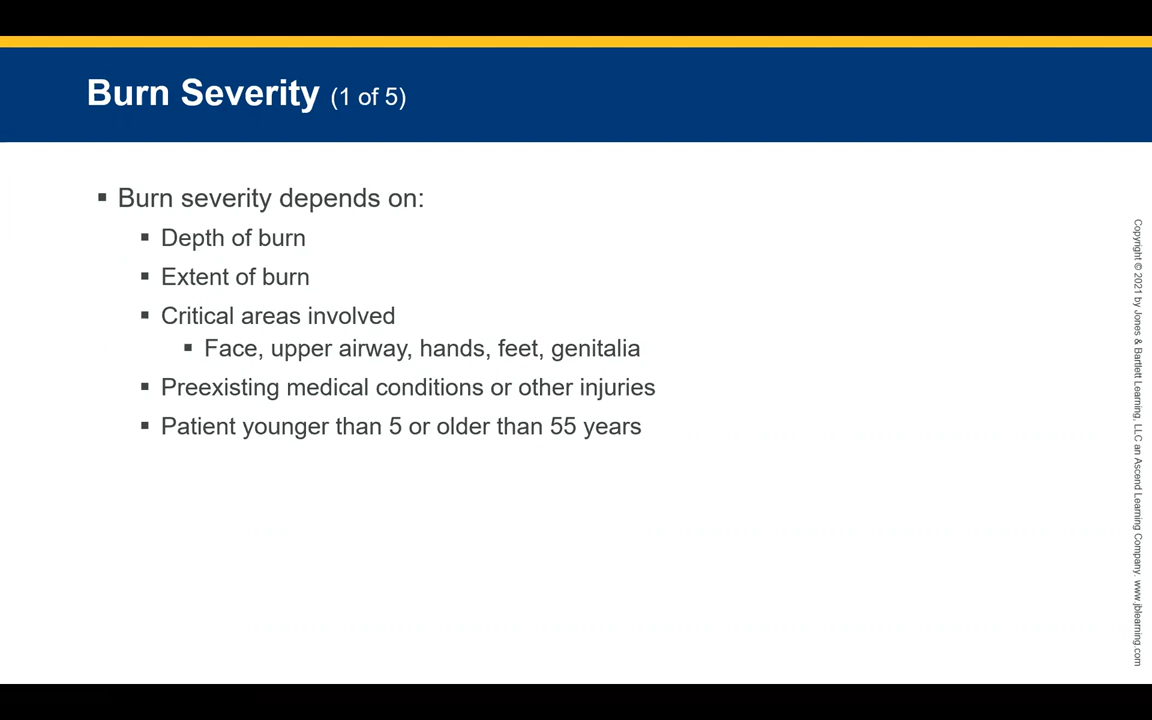 Burn Severity (1 of 5)
▪ Burn severity depends on:
▪ Depth of burn
▪ Extent of burn
▪ Critical areas involved
▪ Face, upper airway, hands, feet, genitalia
▪ Preexisting medical conditions or other injuries
▪ Patient younger than 5 or older than 55 years
Copyright © 2021 by Jones & Bartlett Learning, LLC an Ascend Learning Company. www.jblearning.com